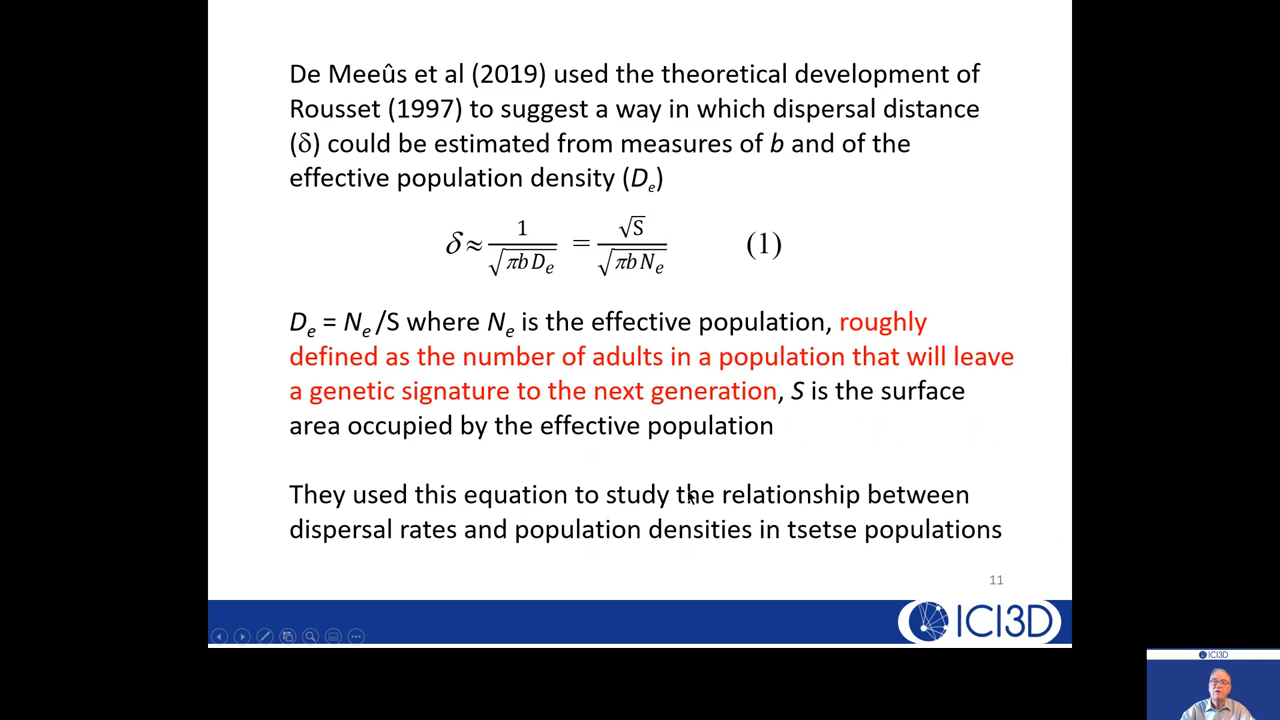 De Meeûs et al (2019) used the theoretical development of
Rousset (1997) to suggest a way in which dispersal distance
(δ) could be estimated from measures of b and of the
effective population density (Dₑ)
δ ≈ 1/√(πbDₑ) = √S/√(πbNₑ) (1)
Dₑ = Nₑ/S where Nₑ is the effective population, roughly
defined as the number of adults in a population that will leave
a genetic signature to the next generation, S is the surface
area occupied by the effective population
They used this equation to study the relationship between
dispersal rates and population densities in tsetse populations
11
ICI3D
ICI3D